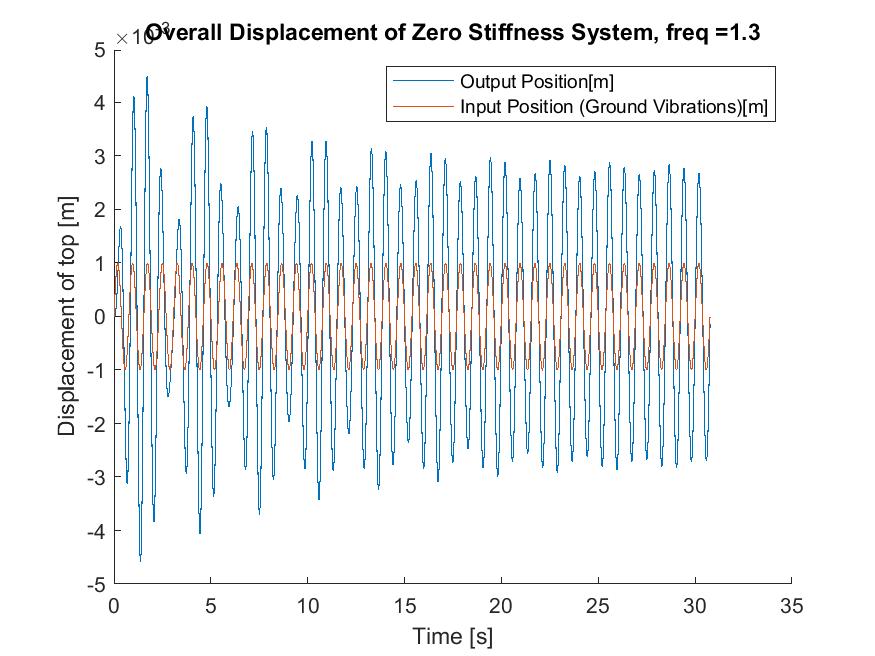 Overall Displacement of Zero Stiffness System, freq =1.3
×10-3
Output Position[m]
Input Position (Ground Vibrations)[m]
5
4
3
2
1
0
-1
-2
-3
-4
-5
Displacement of top [m]
0 5 10 15 20 25 30 35
Time [s]